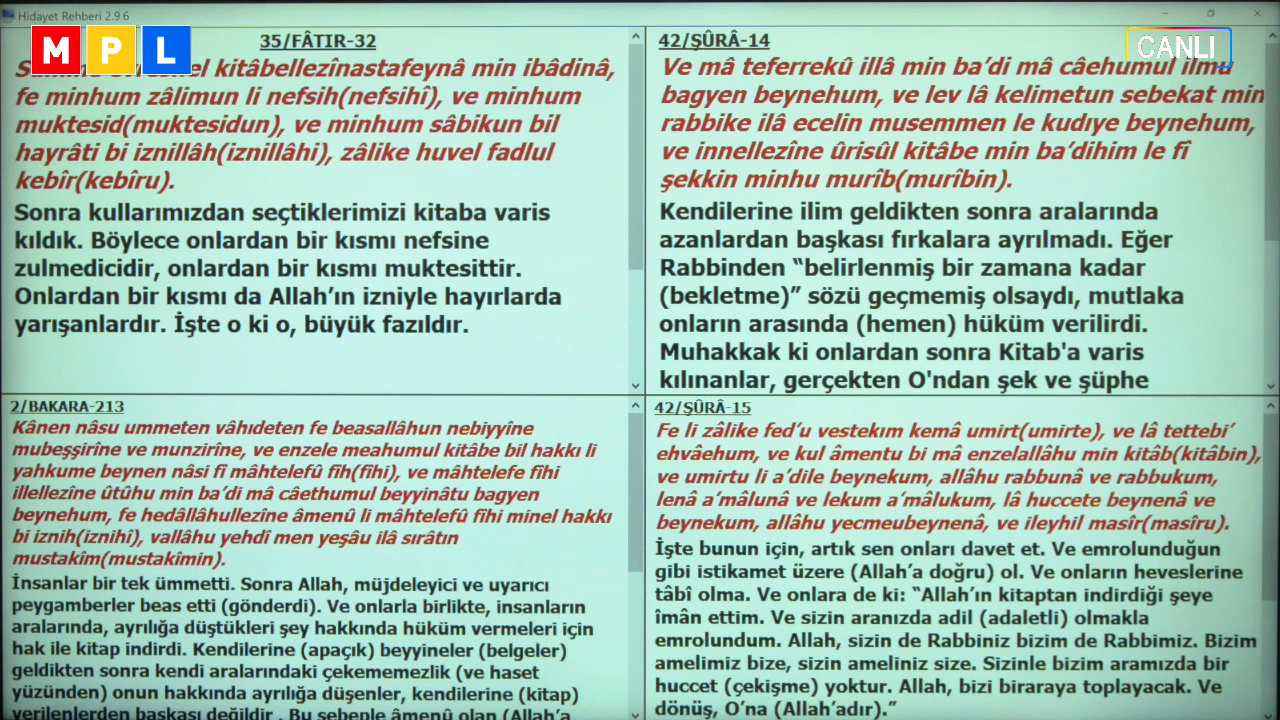 Hidayet Rehberi 2.9.6
M P L
CANLI
35/FÂTIR-32
kitâbellezînastafeynâ min ibâdinâ,
fe minhum zâlimun li nefsih(nefsihî), ve minhum
muktesid(muktesidun), ve minhum sâbikun bil
hayrâti bi iznillâh(iznillâhi), zâlike huvel fadlul
kebîr(kebîru).
Sonra kullarımızdan seçtiklerimizi kitaba varis
kıldık. Böylece onlardan bir kısmı nefsine
zulmedicidir, onlardan bir kısmı muktesittir.
Onlardan bir kısmı da Allah’ın izniyle hayırlarda
yarışanlardır. İşte o ki o, büyük fazıldır.
42/ŞÛRÂ-14
Ve mâ teferrekû illâ min ba’di mâ câehumul ilmu
bagyen beynehum, ve lev lâ kelimetun sebekat min
rabbike ilâ ecelin musemmen le kudıye beynehum,
ve innellezîne ûrisûl kitâbe min ba’dihim le fî
şekkin minhu murîb(murîbin).
Kendilerine ilim geldikten sonra aralarında
azanlardan başkası fırkalara ayrılmadı. Eğer
Rabbinden “belirlenmiş bir zamana kadar
(bekletme)” sözü geçmemiş olsaydı, mutlaka
onların arasında (hemen) hüküm verilirdi.
Muhakkak ki onlardan sonra Kitab'a varis
kılınanlar, gerçekten O'ndan şek ve şüphe
2/BAKARA-213
Kânen nâsu ummeten vâhıdeten fe beasallâhun nebiyyîne
mubeşşirîne ve munzirîne, ve enzele meahumul kitâbe bil hakkı li
yahkume beynen nâsi fî mâhtelefû fîh(fîhi), ve mâhtelefe fîhi
illellezîne ûtûhu min ba’di mâ câethumul beyyinâtu bagyen
beynehum, fe hedâllâhullezîne âmenû li mâhtelefû fîhi minel hakkı
bi iznih(iznihî), vallâhu yehdî men yeşâu ilâ sırâtın
mustakîm(mustakîmin).
İnsanlar bir tek ümmetti. Sonra Allah, müjdeleyici ve uyarıcı
peygamberler beas etti (gönderdi). Ve onlarla birlikte, insanların
aralarında, ayrılığa düştükleri şey hakkında hüküm vermeleri için
hak ile kitap indirdi. Kendilerine (apaçık) beyyineler (belgeler)
geldikten sonra kendi aralarındaki çekememezlik (ve haset
yüzünden) onun hakkında ayrılığa düşenler, kendilerine (kitap)
verilenlerden başkası değildir . Bu sebeple âmenû olan (Allah’a
42/ŞÛRÂ-15
Fe li zâlike fed’u vestekım kemâ umirt(umirte), ve lâ tettebi’
ehvâehum, ve kul âmentu bi mâ enzelallâhu min kitâb(kitâbin),
ve umirtu li a’dile beynekum, allâhu rabbunâ ve rabbukum,
lenâ a’mâlunâ ve lekum a’mâlukum, lâ huccete beynenâ ve
beynekum, allâhu yecmeubeynenâ, ve ileyhil masîr(masîru).
İşte bunun için, artık sen onları davet et. Ve emrolunduğun
gibi istikamet üzere (Allah’a doğru) ol. Ve onların heveslerine
tâbî olma. Ve onlara de ki: “Allah’ın kitaptan indirdiği şeye
îmân ettim. Ve sizin aranızda adil (adaletli) olmakla
emrolundum. Allah, sizin de Rabbiniz bizim de Rabbimiz. Bizim
amelimiz bize, sizin ameliniz size. Sizinle bizim aramızda bir
huccet (çekişme) yoktur. Allah, bizi biraraya toplayacak. Ve
dönüş, O’na (Allah’adır).”